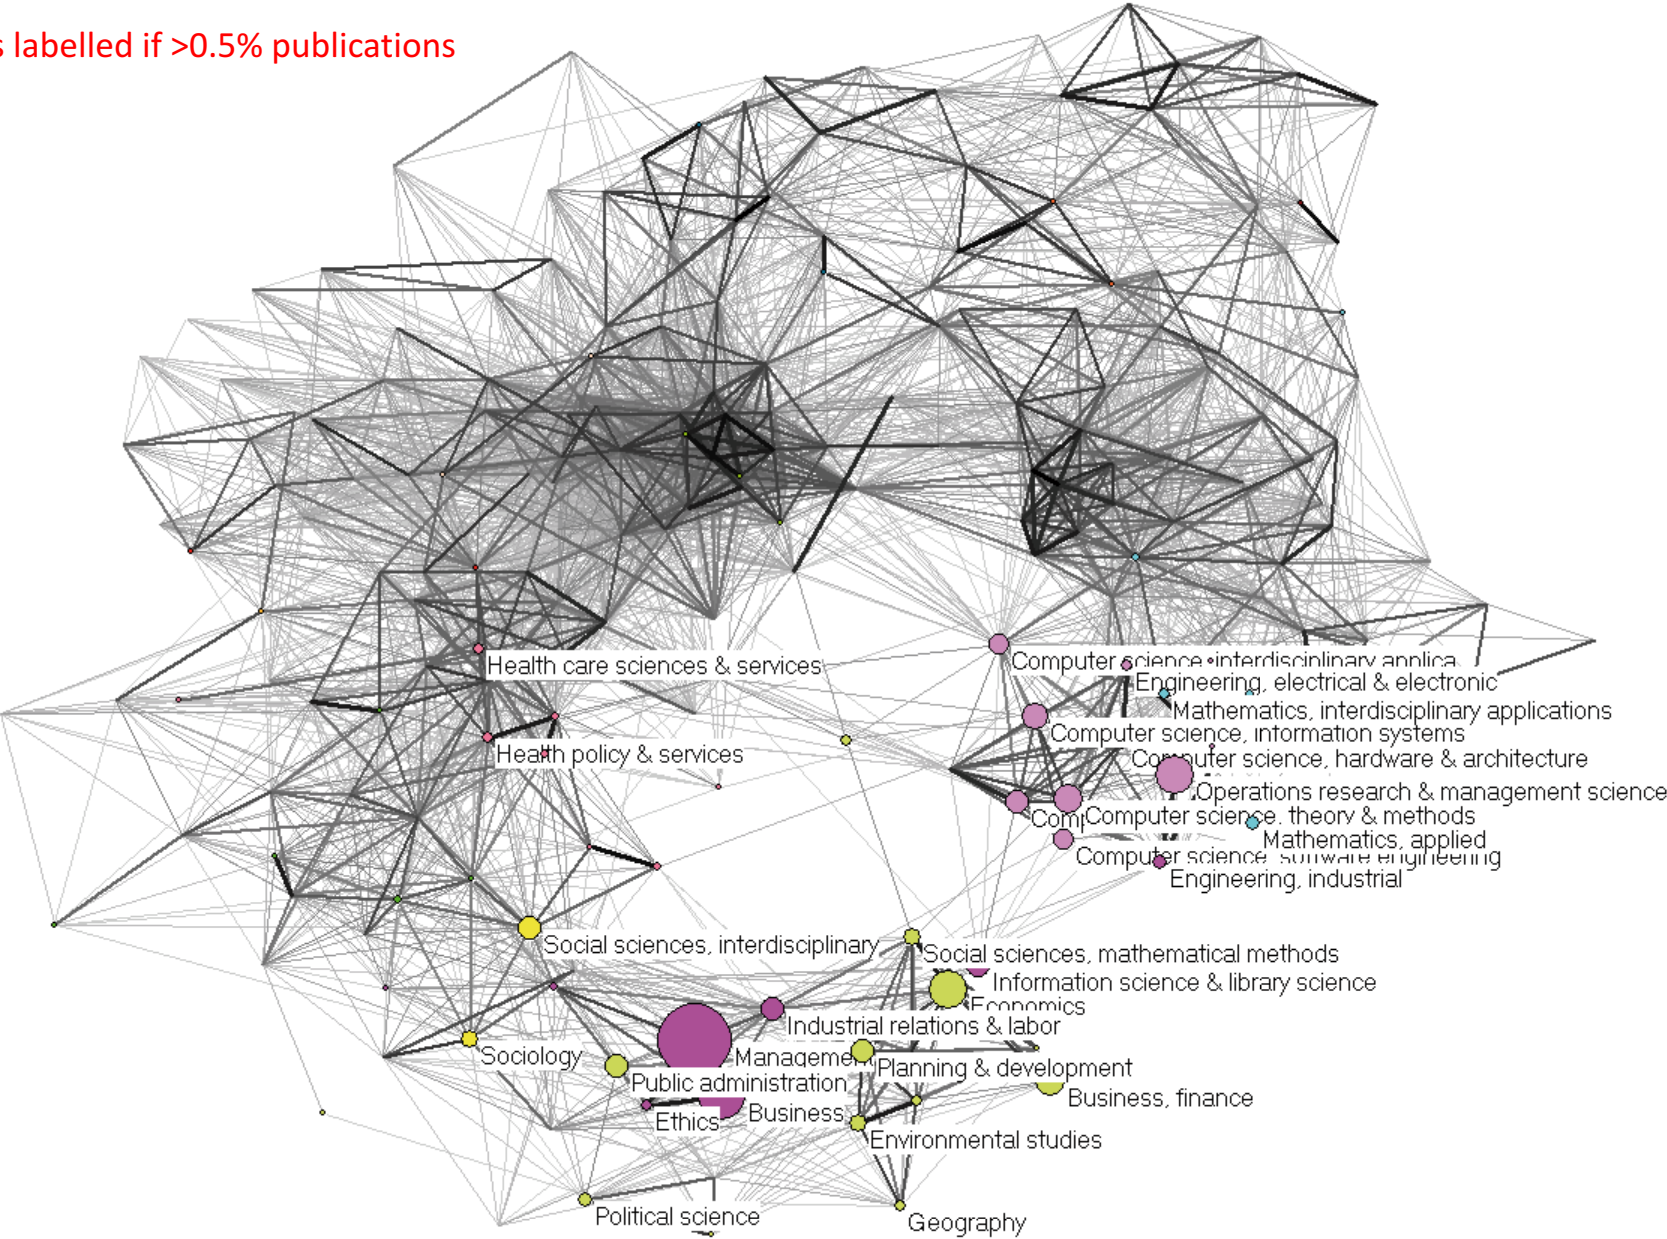 s labelled if >0.5% publications
Health care sciences & services
Computer science, interdisciplinary applica
Engineering, electrical & electronic
Mathematics, interdisciplinary applications
Computer science, information systems
Health policy & services
Computer science, hardware & architecture
Operations research & management science
Comp
Computer science, theory & methods
Mathematics, applied
Computer science, software engineering
Engineering, industrial
Social sciences, interdisciplinary
Social sciences, mathematical methods
Information science & library science
Economics
Industrial relations & labor
Sociology
Management
Planning & development
Public administration
Business, finance
Business
Ethics
Environmental studies
Political science
Geography